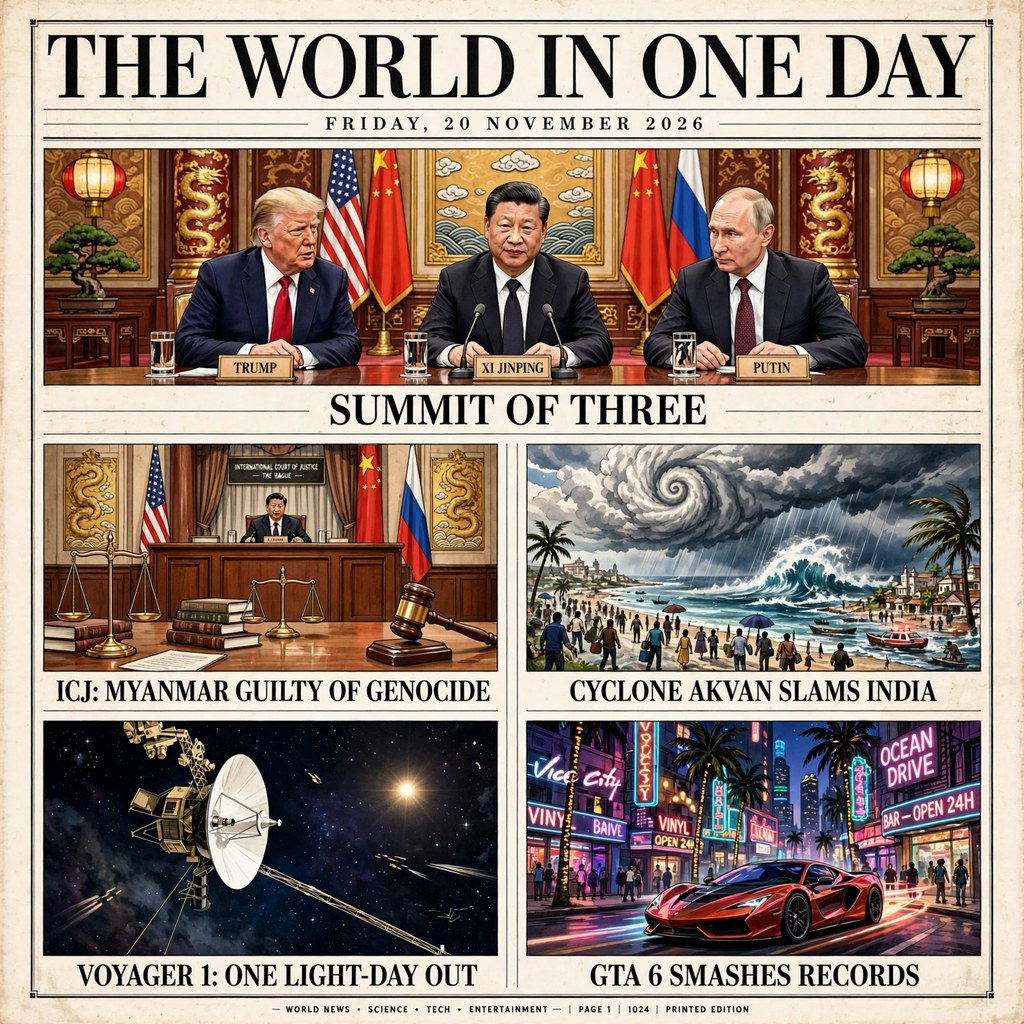 THE WORLD IN ONE DAY
FRIDAY, 20 NOVEMBER 2026
TRUMP
XI JINPING
PUTIN
SUMMIT OF THREE
INTERNATIONAL COURT OF JUSTICE
— THE HAGUE —
ICJ: MYANMAR GUILTY OF GENOCIDE
CYCLONE AKVAN SLAMS INDIA
VOYAGER 1: ONE LIGHT-DAY OUT
Vice City
VINYL
BAIVE
VINYL
OPEN 24H
OCEAN
DRIVE
BAR — OPEN 24H
GTA 6 SMASHES RECORDS
— WORLD NEWS • SCIENCE • TECH • ENTERTAINMENT — | PAGE 1 | 1024 | PRINTED EDITION